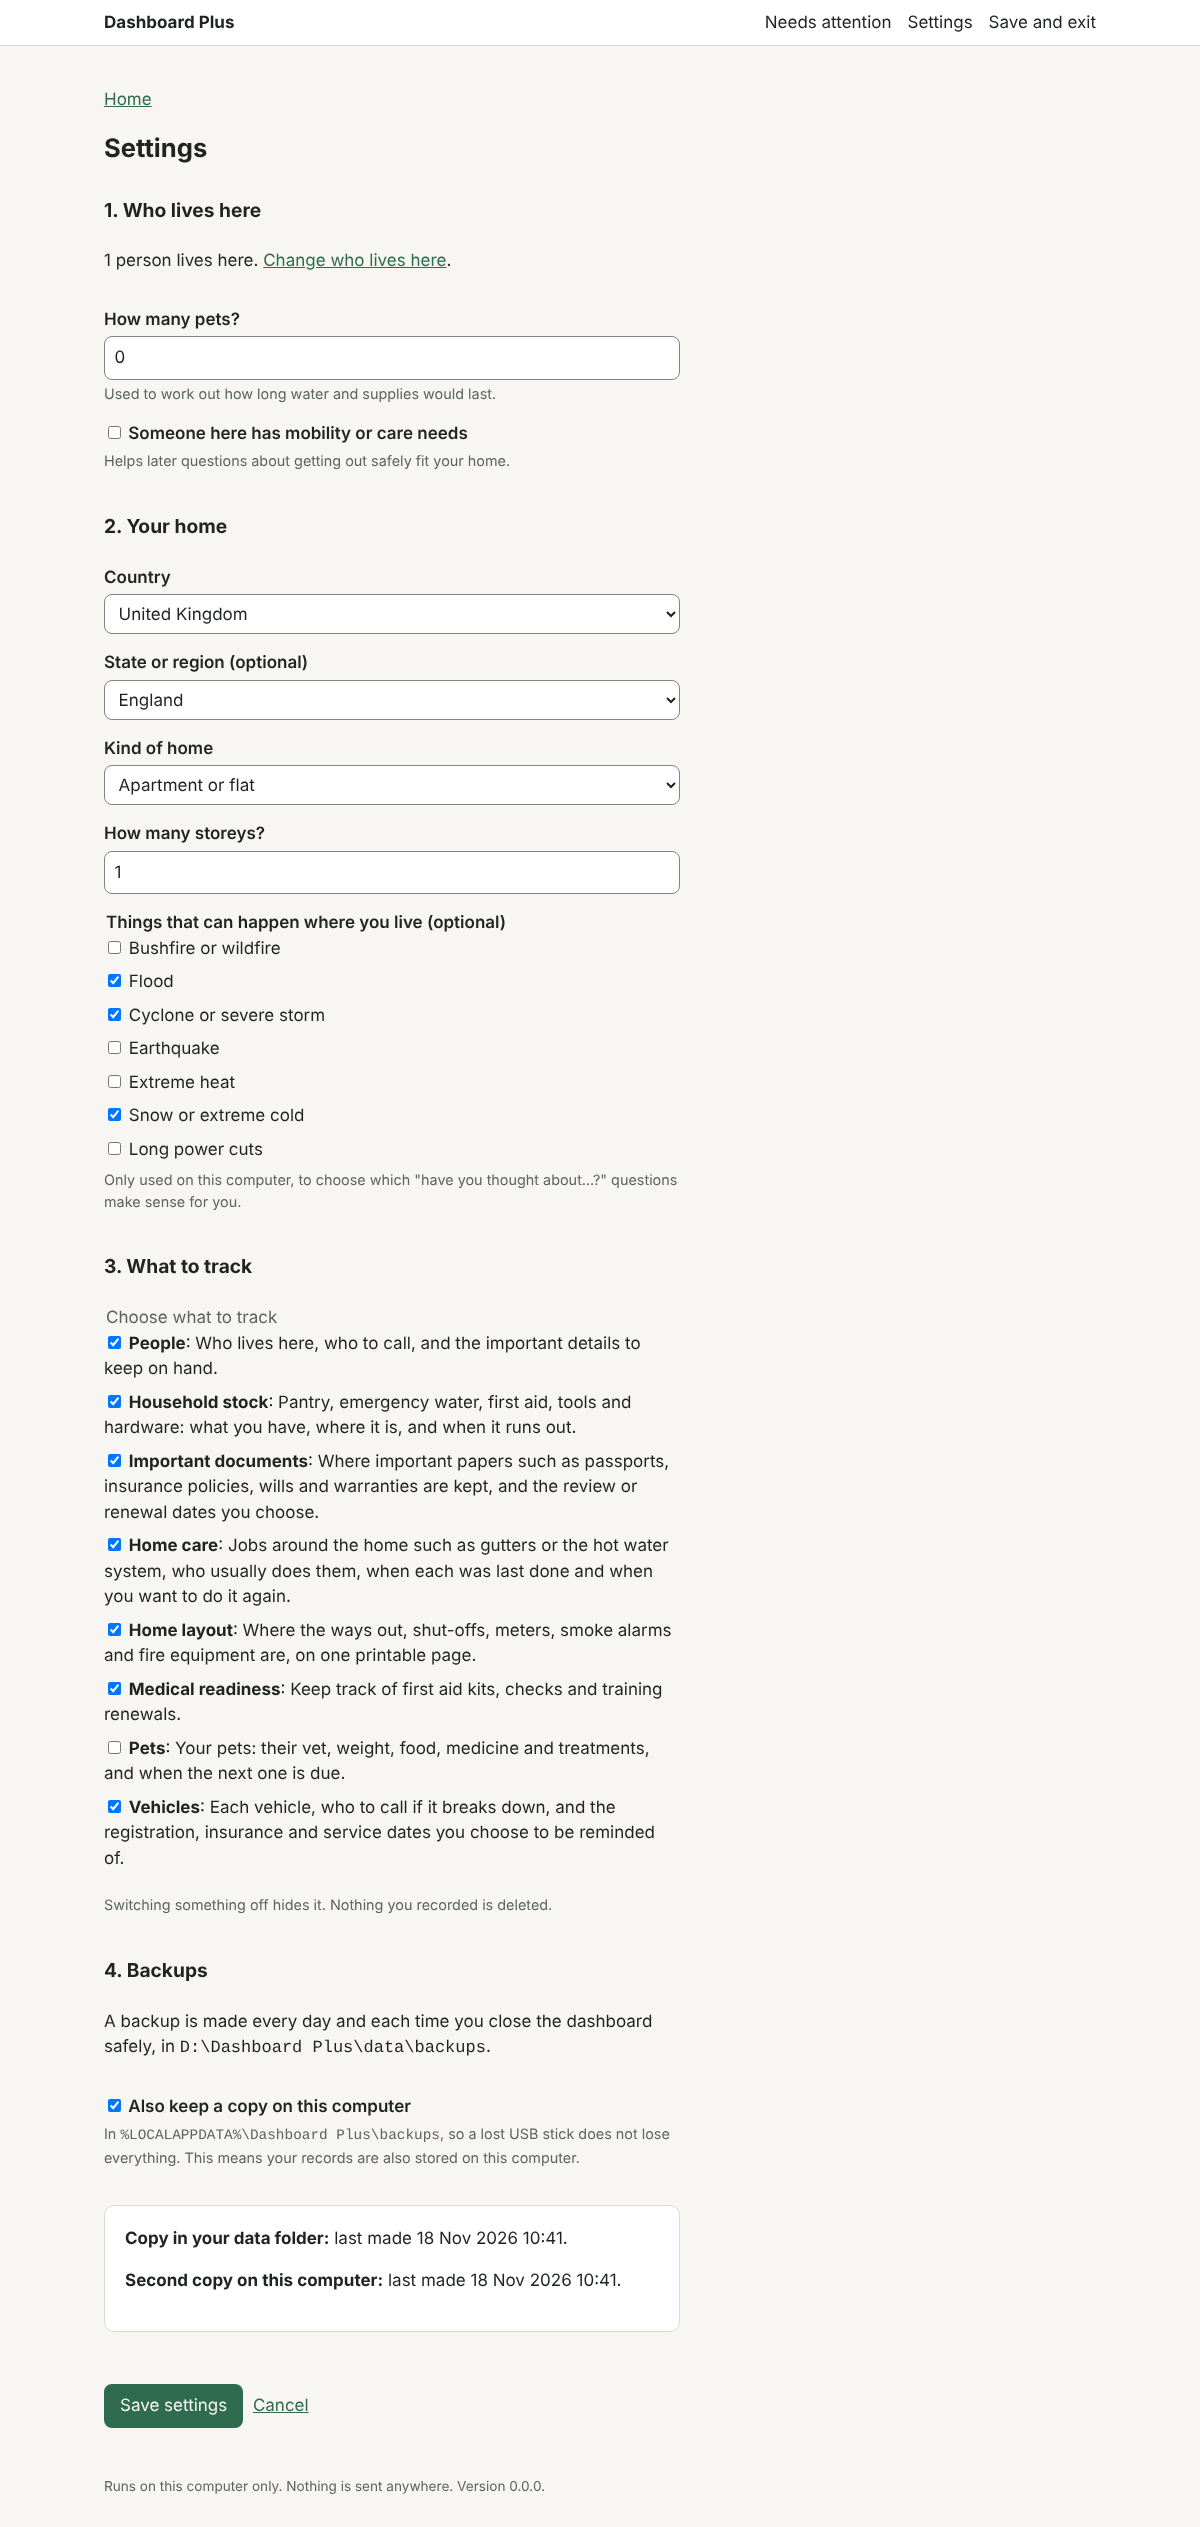 Dashboard Plus
Needs attention Settings Save and exit
Home
Settings
1. Who lives here
1 person lives here. Change who lives here.
How many pets?
0
Used to work out how long water and supplies would last.
Someone here has mobility or care needs
Helps later questions about getting out safely fit your home.
2. Your home
Country
United Kingdom
State or region (optional)
England
Kind of home
Apartment or flat
How many storeys?
1
Things that can happen where you live (optional)
Bushfire or wildfire
Flood
Cyclone or severe storm
Earthquake
Extreme heat
Snow or extreme cold
Long power cuts
Only used on this computer, to choose which "have you thought about...?" questions
make sense for you.
3. What to track
Choose what to track
People: Who lives here, who to call, and the important details to
keep on hand.
Household stock: Pantry, emergency water, first aid, tools and
hardware: what you have, where it is, and when it runs out.
Important documents: Where important papers such as passports,
insurance policies, wills and warranties are kept, and the review or
renewal dates you choose.
Home care: Jobs around the home such as gutters or the hot water
system, who usually does them, when each was last done and when
you want to do it again.
Home layout: Where the ways out, shut-offs, meters, smoke alarms
and fire equipment are, on one printable page.
Medical readiness: Keep track of first aid kits, checks and training
renewals.
Pets: Your pets: their vet, weight, food, medicine and treatments,
and when the next one is due.
Vehicles: Each vehicle, who to call if it breaks down, and the
registration, insurance and service dates you choose to be reminded
of.
Switching something off hides it. Nothing you recorded is deleted.
4. Backups
A backup is made every day and each time you close the dashboard
safely, in D:\Dashboard Plus\data\backups.
Also keep a copy on this computer
In %LOCALAPPDATA%\Dashboard Plus\backups, so a lost USB stick does not lose
everything. This means your records are also stored on this computer.
Copy in your data folder: last made 18 Nov 2026 10:41.
Second copy on this computer: last made 18 Nov 2026 10:41.
Save settings Cancel
Runs on this computer only. Nothing is sent anywhere. Version 0.0.0.